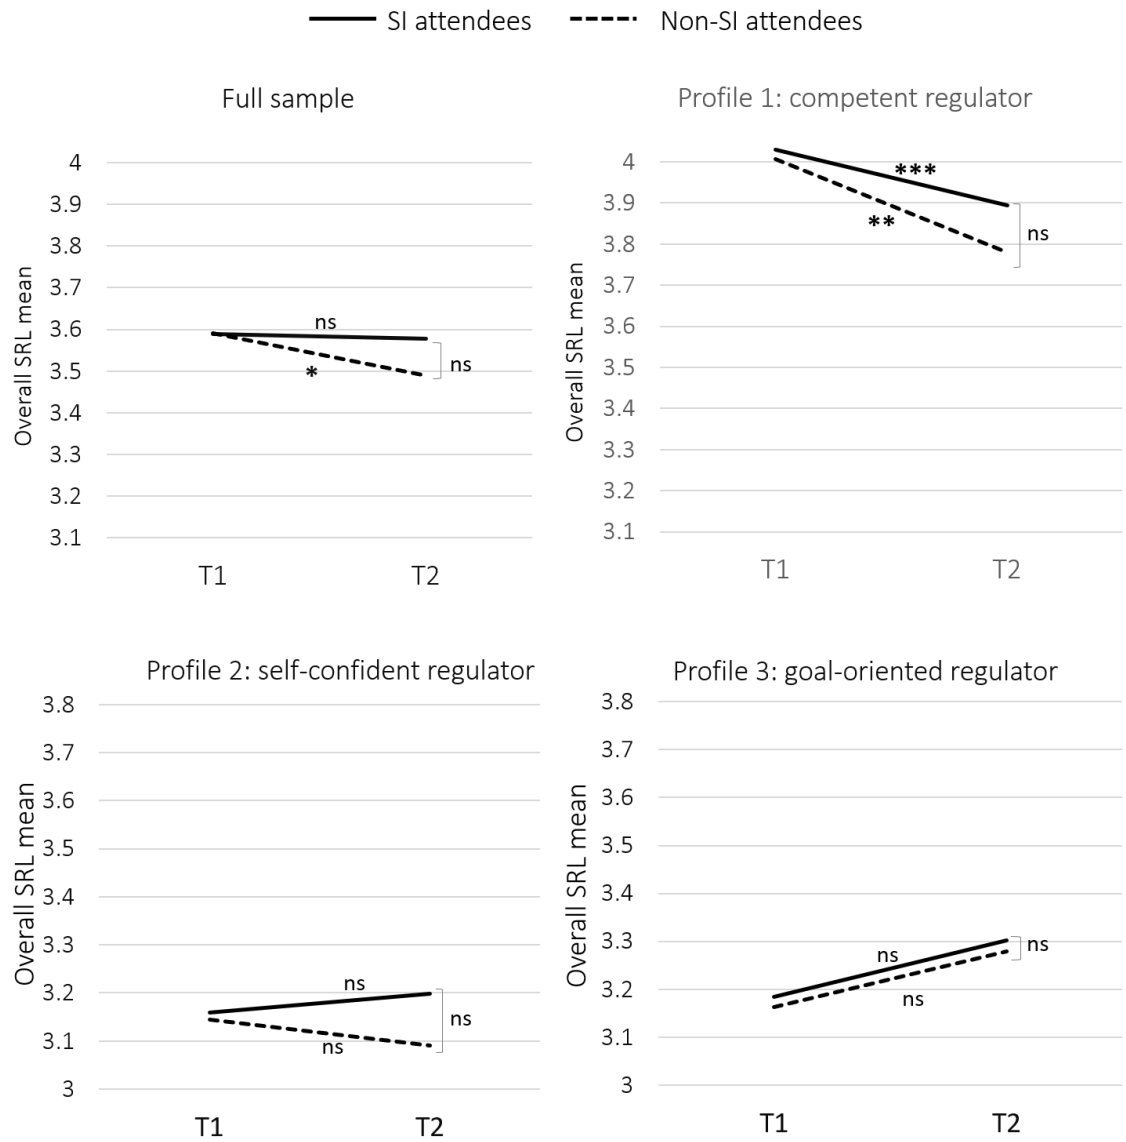 SI attendees Non-SI attendees
Full sample
Overall SRL mean
4
3.9
3.8
3.7
3.6
3.5
3.4
3.3
3.2
3.1
ns
*
ns
T1 T2
Profile 1: competent regulator
Overall SRL mean
4
3.9
3.8
3.7
3.6
3.5
3.4
3.3
3.2
3.1
***
**
ns
T1 T2
Profile 2: self-confident regulator
Overall SRL mean
3.8
3.7
3.6
3.5
3.4
3.3
3.2
3.1
3
ns
ns
ns
T1 T2
Profile 3: goal-oriented regulator
Overall SRL mean
3.8
3.7
3.6
3.5
3.4
3.3
3.2
3.1
3
ns
ns
ns
T1 T2